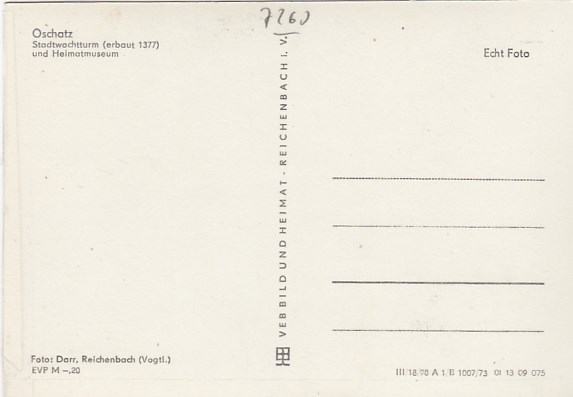 7260
Oschatz
Stadtwachtturm (erbaut 1377)
und Heimatmuseum
Echt Foto
VEB BILD UND HEIMAT · REICHENBACH I. V.
Foto: Darr, Reichenbach (Vogtl.)
EVP M –,20
III 18 98 A 1/B 1007/73 01 13 09 075